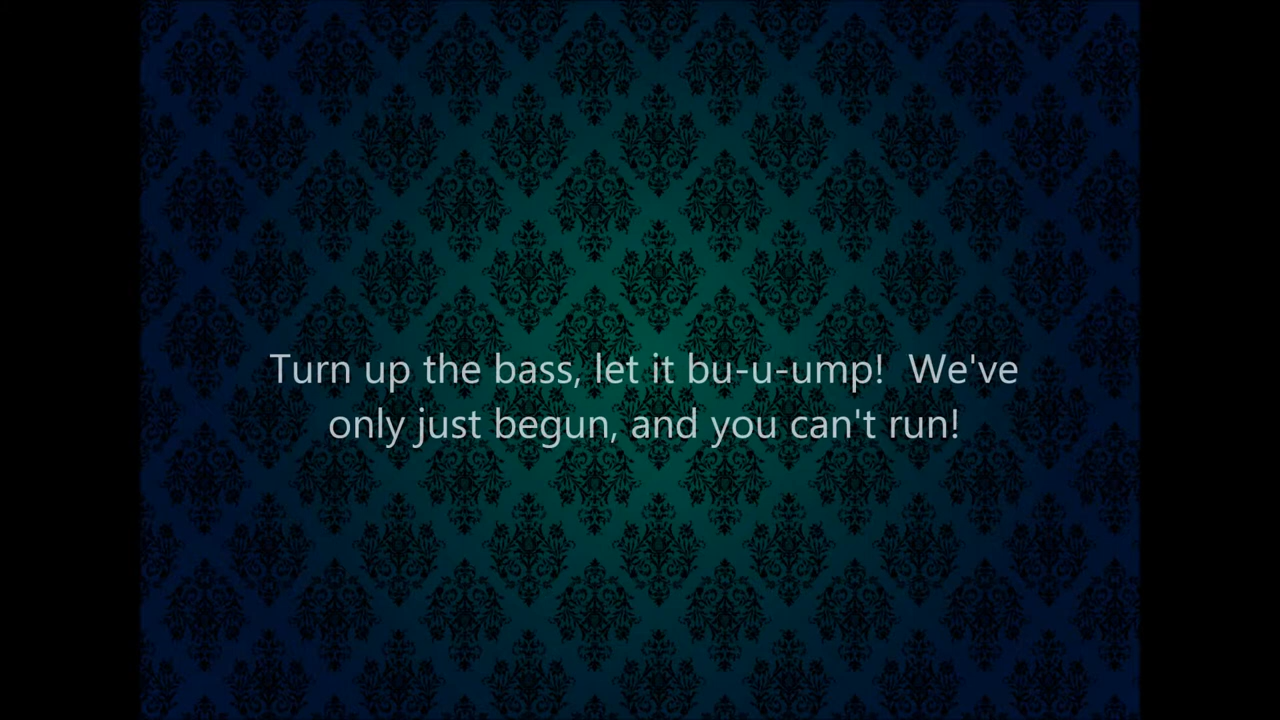 Turn up the bass, let it bu-u-ump!  We've
only just begun, and you can't run!